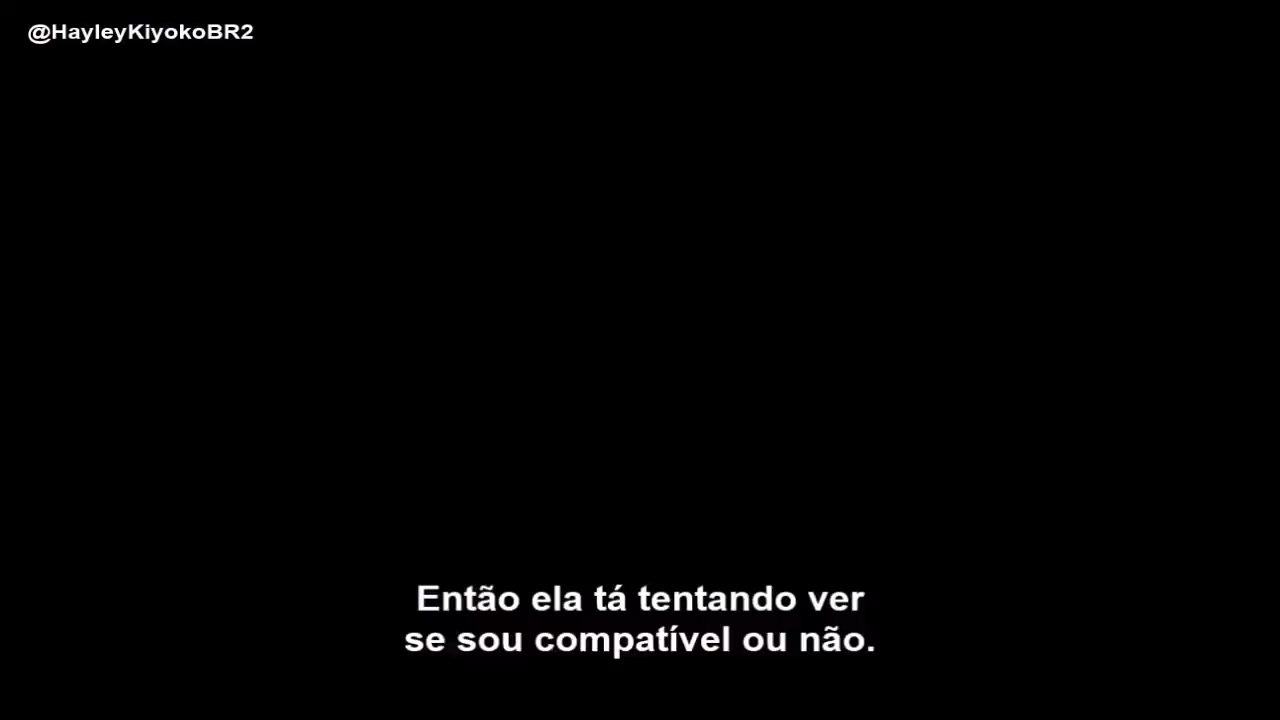 @HayleyKiyokoBR2
Então ela tá tentando ver
se sou compatível ou não.